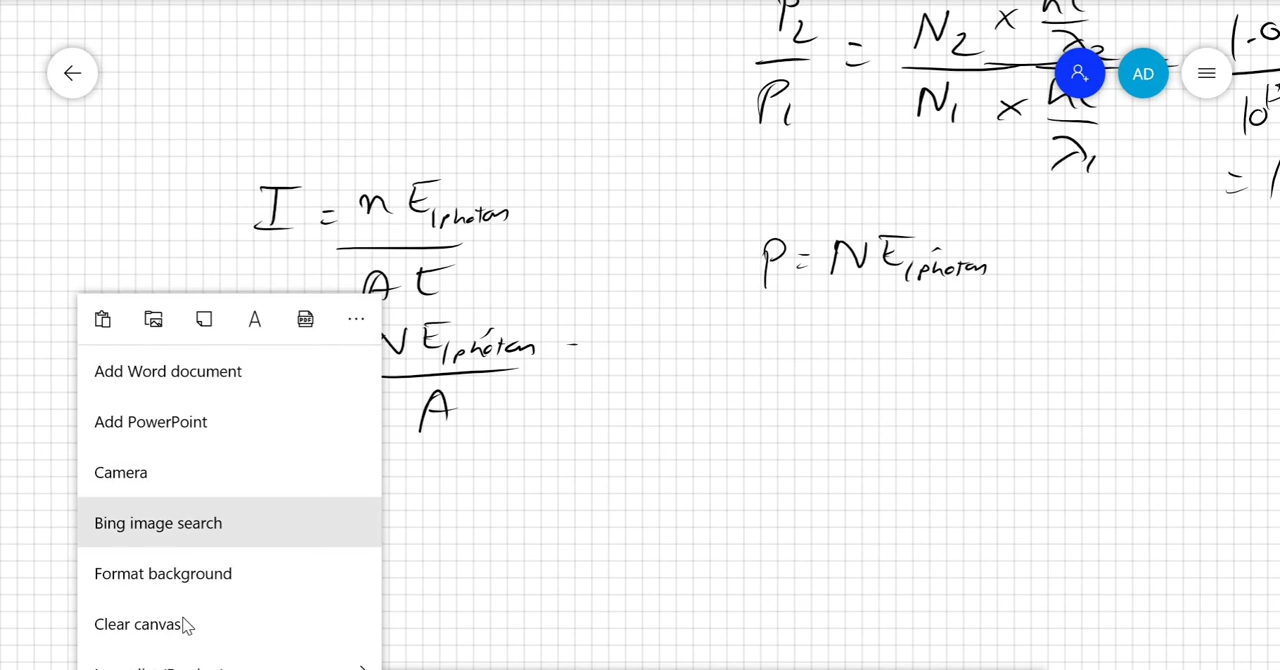 P2 / P1 = N2 × hc/λ2 / N1 × hc/λ1
AD
I = n E1photon / A t
P = N E1photon
N E1photon / A
Add Word document
Add PowerPoint
Camera
Bing image search
Format background
Clear canvas